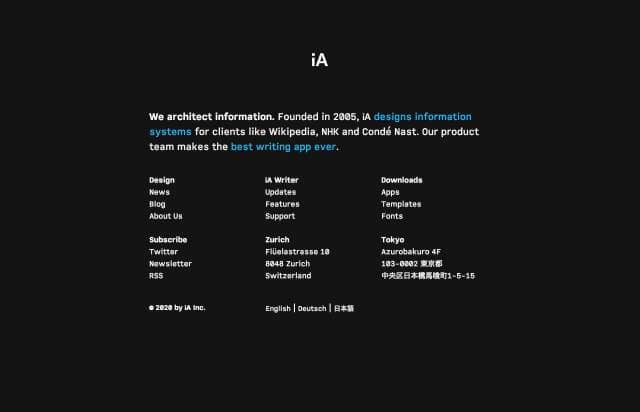 iA
We architect information. Founded in 2005, iA designs information
systems for clients like Wikipedia, NHK and Condé Nast. Our product
team makes the best writing app ever.
Design
News
Blog
About Us
iA Writer
Updates
Features
Support
Downloads
Apps
Templates
Fonts
Subscribe
Twitter
Newsletter
RSS
Zurich
Flüelastrasse 10
8048 Zurich
Switzerland
Tokyo
Azurobakuro 4F
103-0002 東京都
中央区日本橋馬喰町1-5-15
© 2020 by iA Inc.
English | Deutsch | 日本語